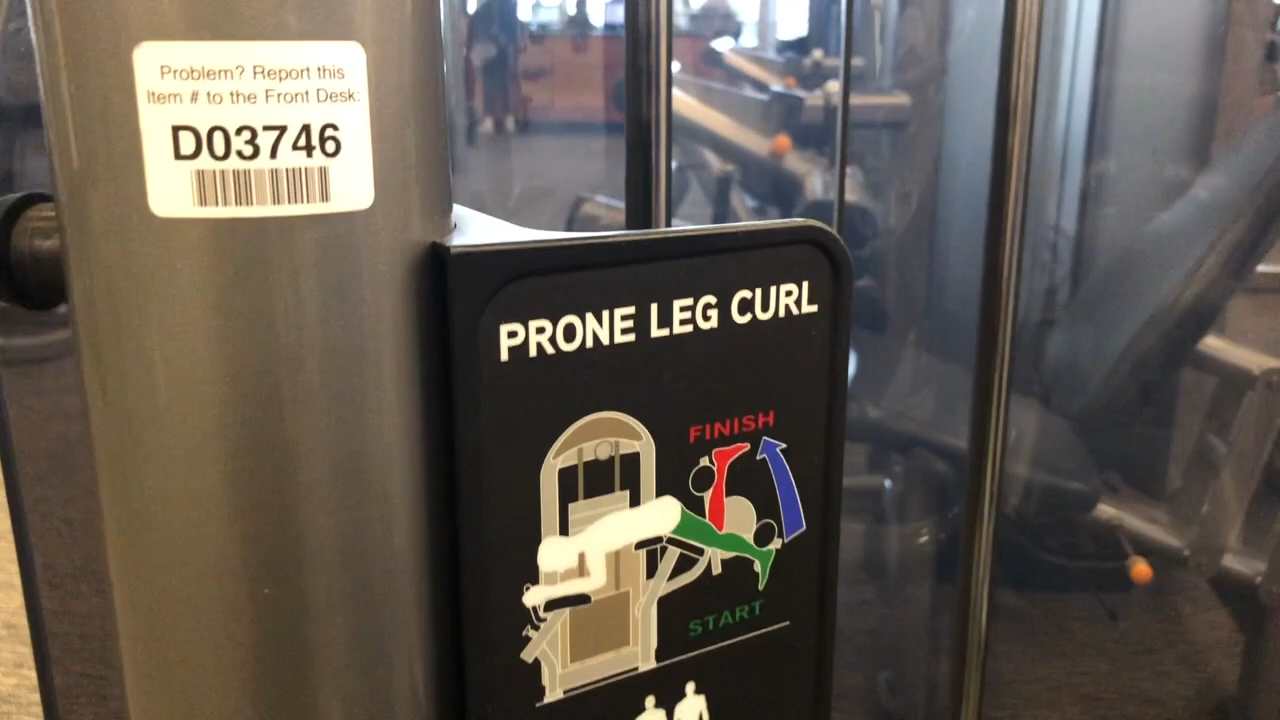 Problem? Report this
Item # to the Front Desk:
D03746
PRONE LEG CURL
FINISH
START